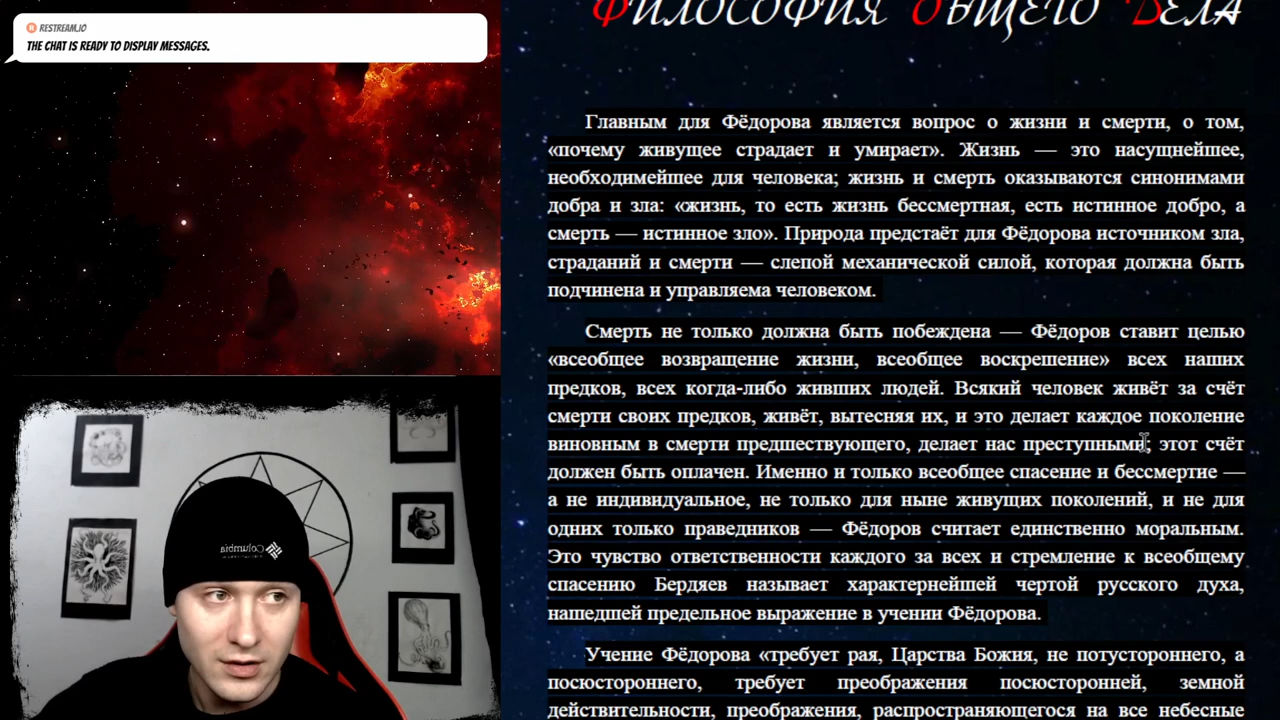 RESTREAM.IO
THE CHAT IS READY TO DISPLAY MESSAGES.
Философия Общего Дела
Главным для Фёдорова является вопрос о жизни и смерти, о том,
«почему живущее страдает и умирает». Жизнь — это насущнейшее,
необходимейшее для человека; жизнь и смерть оказываются синонимами
добра и зла: «жизнь, то есть жизнь бессмертная, есть истинное добро, а
смерть — истинное зло». Природа предстаёт для Фёдорова источником зла,
страданий и смерти — слепой механической силой, которая должна быть
подчинена и управляема человеком.
Смерть не только должна быть побеждена — Фёдоров ставит целью
«всеобщее возвращение жизни, всеобщее воскрешение» всех наших
предков, всех когда-либо живших людей. Всякий человек живёт за счёт
смерти своих предков, живёт, вытесняя их, и это делает каждое поколение
виновным в смерти предшествующего, делает нас преступными; этот счёт
должен быть оплачен. Именно и только всеобщее спасение и бессмертие —
а не индивидуальное, не только для ныне живущих поколений, и не для
одних только праведников — Фёдоров считает единственно моральным.
Это чувство ответственности каждого за всех и стремление к всеобщему
спасению Бердяев называет характернейшей чертой русского духа,
нашедшей предельное выражение в учении Фёдорова.
Учение Фёдорова «требует рая, Царства Божия, не потустороннего, а
посюстороннего, требует преображения посюсторонней, земной
действительности, преображения, распространяющегося на все небесные
Columbia